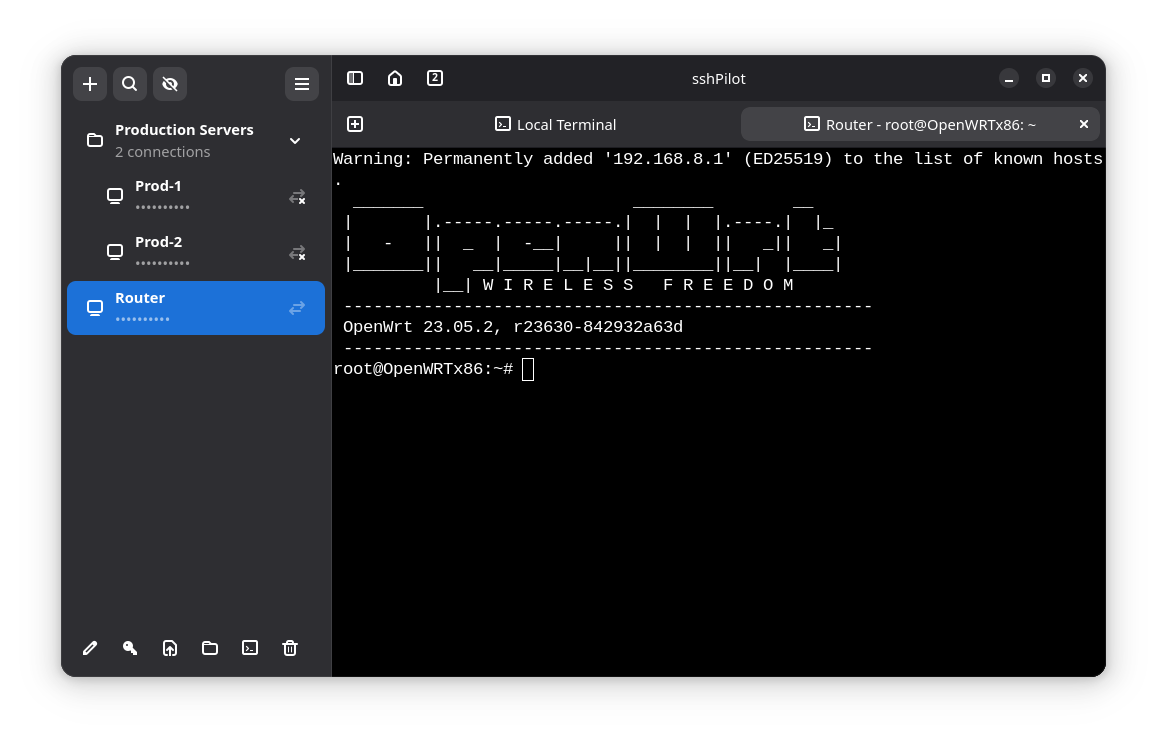 sshPilot
2
Production Servers
2 connections
Prod-1
••••••••••
Prod-2
••••••••••
Router
••••••••••
Local Terminal
Router - root@OpenWRTx86: ~
Warning: Permanently added '192.168.8.1' (ED25519) to the list of known hosts
.
  _______                     ________        __
 |       |.-----.-----.-----.|  |  |  |.----.|  |_
 |   -   ||  _  |  -__|     ||  |  |  ||   _||   _|
 |_______||   __|_____|__|__||________||__|  |____|
          |__| W I R E L E S S   F R E E D O M
 -----------------------------------------------------
 OpenWrt 23.05.2, r23630-842932a63d
 -----------------------------------------------------
root@OpenWRTx86:~#